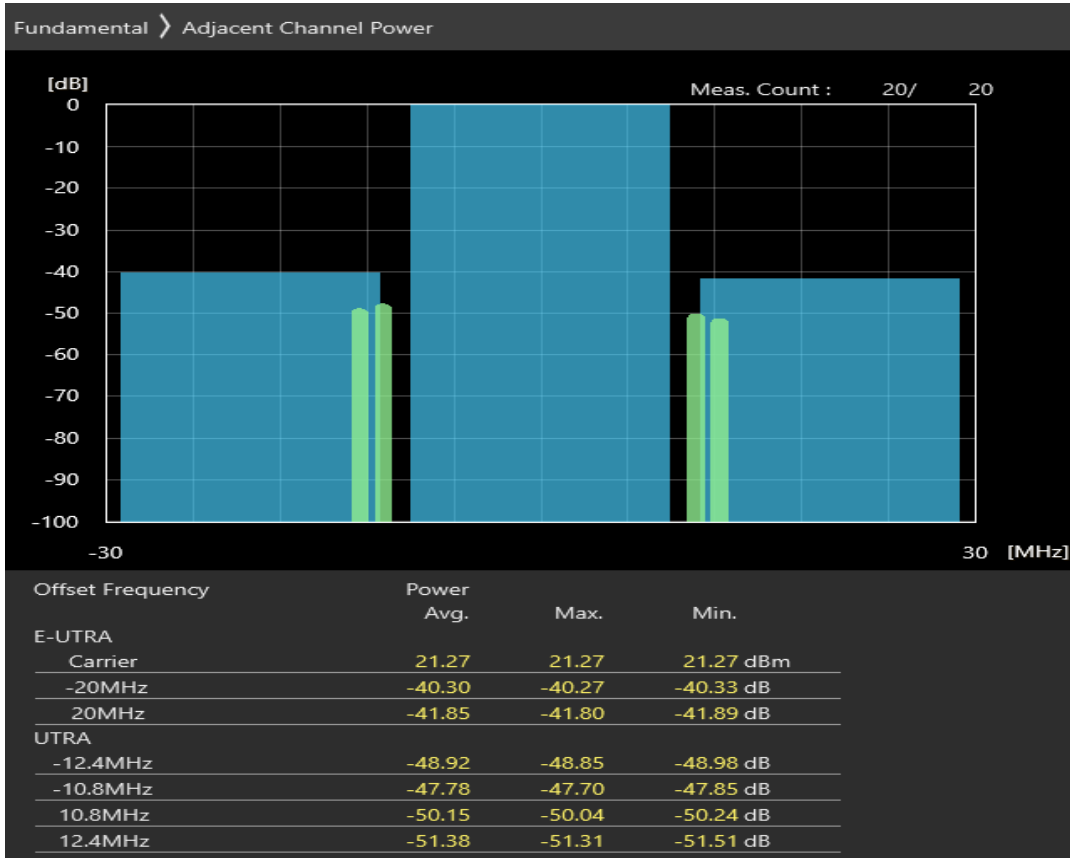 Fundamental 〉 Adjacent Channel Power
[dB]
Meas. Count : 20/ 20
0
-10
-20
-30
-40
-50
-60
-70
-80
-90
-100
-30 30 [MHz]
Offset Frequency Power
Avg. Max. Min.
E-UTRA
Carrier 21.27 21.27 21.27 dBm
-20MHz -40.30 -40.27 -40.33 dB
20MHz -41.85 -41.80 -41.89 dB
UTRA
-12.4MHz -48.92 -48.85 -48.98 dB
-10.8MHz -47.78 -47.70 -47.85 dB
10.8MHz -50.15 -50.04 -50.24 dB
12.4MHz -51.38 -51.31 -51.51 dB